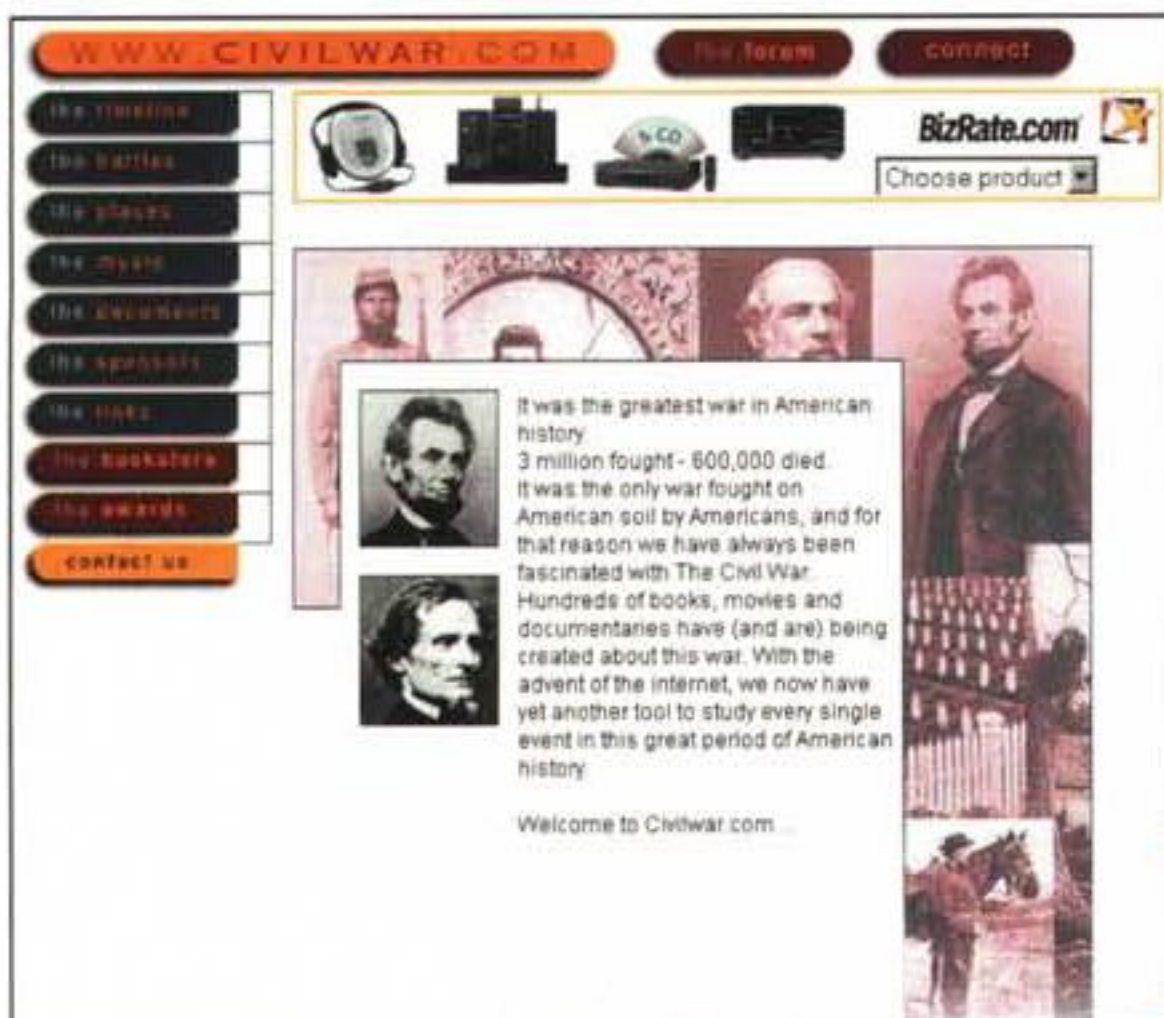 WWW.CIVILWAR.COM
the forum
connect
the timeline
the battles
the places
the music
the documents
the sponsors
the links
the bookstore
the awards
contact us
5 CD
BizRate.com
Choose product
It was the greatest war in American
history
3 million fought - 600,000 died.
It was the only war fought on
American soil by Americans, and for
that reason we have always been
fascinated with The Civil War.
Hundreds of books, movies and
documentaries have (and are) being
created about this war. With the
advent of the internet, we now have
yet another tool to study every single
event in this great period of American
history
Welcome to Civilwar.com...